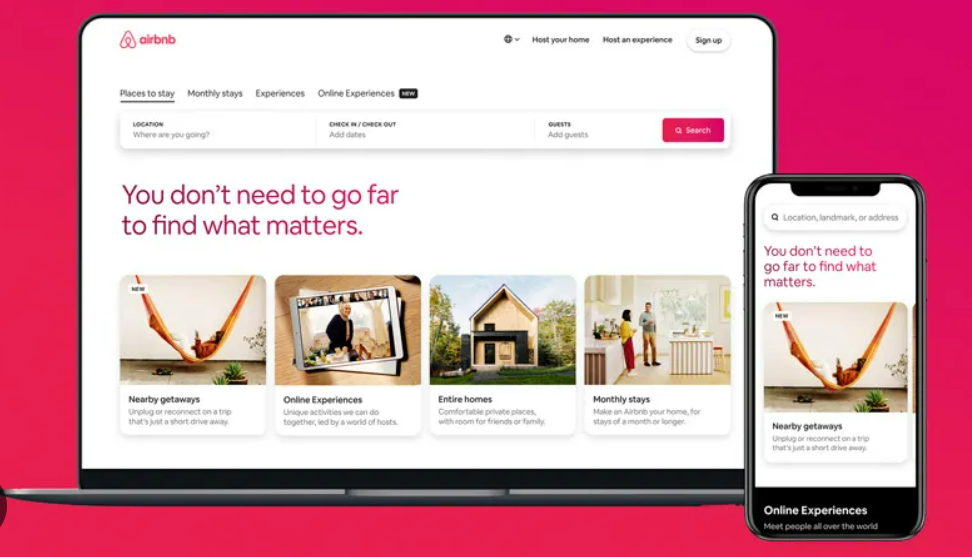 airbnb
Host your home
Host an experience
Sign up
Places to stay
Monthly stays
Experiences
Online Experiences NEW
LOCATION
Where are you going?
CHECK IN / CHECK OUT
Add dates
GUESTS
Add guests
Search
You don't need to go far
to find what matters.
NEW
Nearby getaways
Unplug or reconnect on a trip
that's just a short drive away.
Online Experiences
Unique activities we can do
together, led by a world of hosts.
Entire homes
Comfortable private places,
with room for friends or family.
Monthly stays
Make an Airbnb your home, for
stays of a month or longer.
Location, landmark, or address
You don't need to
go far to find what
matters.
NEW
Nearby getaways
Unplug or reconnect on a trip
that's just a short drive away.
Online Experiences
Meet people all over the world